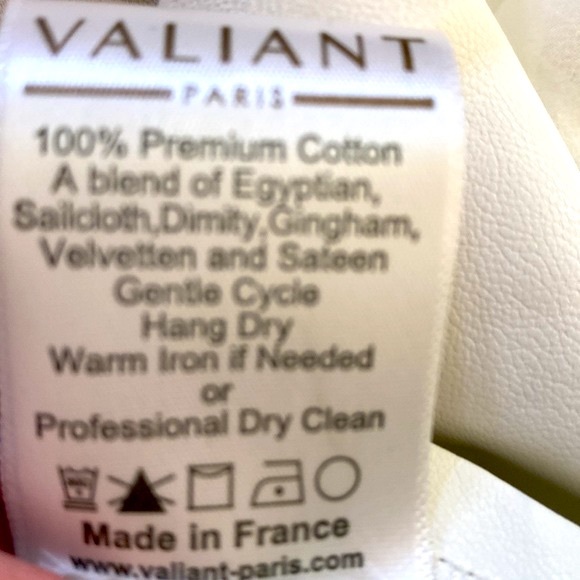 VALIANT
PARIS
100% Premium Cotton
A blend of Egyptian,
Sailcloth,Dimity,Gingham,
Velvetten and Sateen
Gentle Cycle
Hang Dry
Warm Iron if Needed
or
Professional Dry Clean
Made in France
www.valiant-paris.com